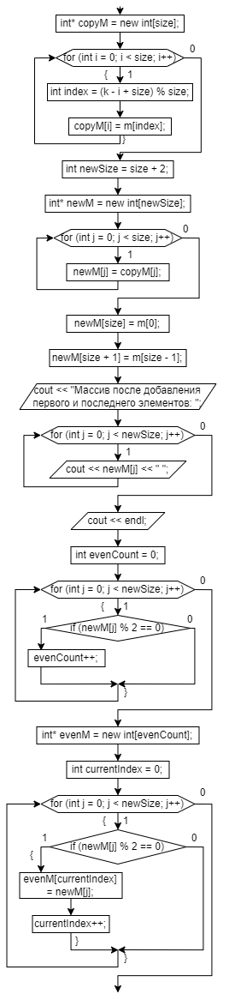 int* copyM = new int[size];
for (int i = 0; i < size; i++)
0
{
1
int index = (k - i + size) % size;
copyM[i] = m[index];
}
int newSize = size + 2;
int* newM = new int[newSize];
for (int j = 0; j < size; j++)
0
1
newM[j] = copyM[j];
newM[size] = m[0];
newM[size + 1] = m[size - 1];
cout << "Массив после добавления
первого и последнего элементов: ";
for (int j = 0; j < newSize; j++)
0
1
cout << newM[j] << " ";
cout << endl;
int evenCount = 0;
for (int j = 0; j < newSize; j++)
0
{
1
1
if (newM[j] % 2 == 0)
0
evenCount++;
}
int* evenM = new int[evenCount];
int currentIndex = 0;
for (int j = 0; j < newSize; j++)
0
{
1
1
if (newM[j] % 2 == 0)
0
{
evenM[currentIndex]
= newM[j];
currentIndex++;
}
}